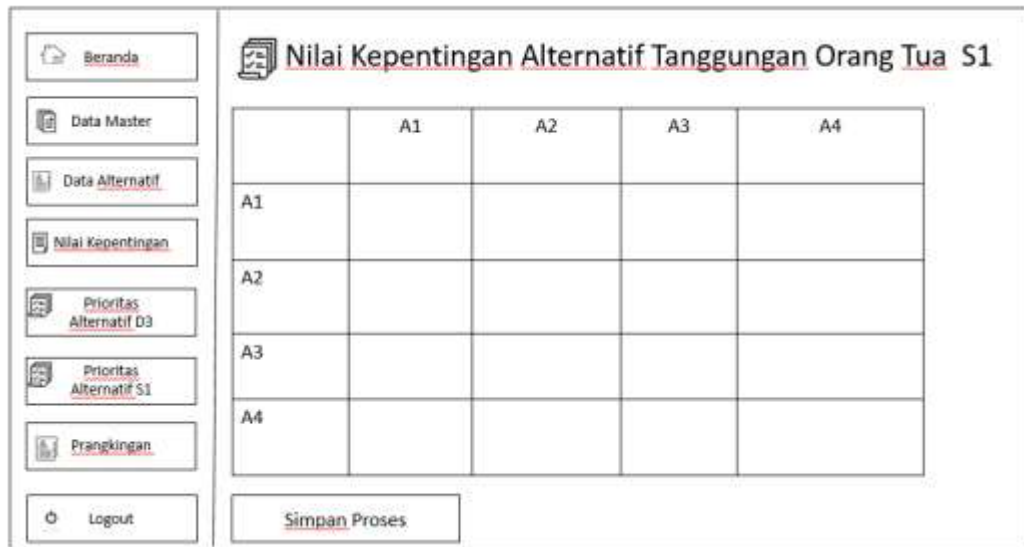 Beranda
Data Master
Data Alternatif
Nilai Kepentingan
Prioritas
Alternatif D3
Prioritas
Alternatif S1
Prangkingan
Logout
Nilai Kepentingan Alternatif Tanggungan Orang Tua S1
A1 A2 A3 A4
A1
A2
A3
A4
Simpan Proses